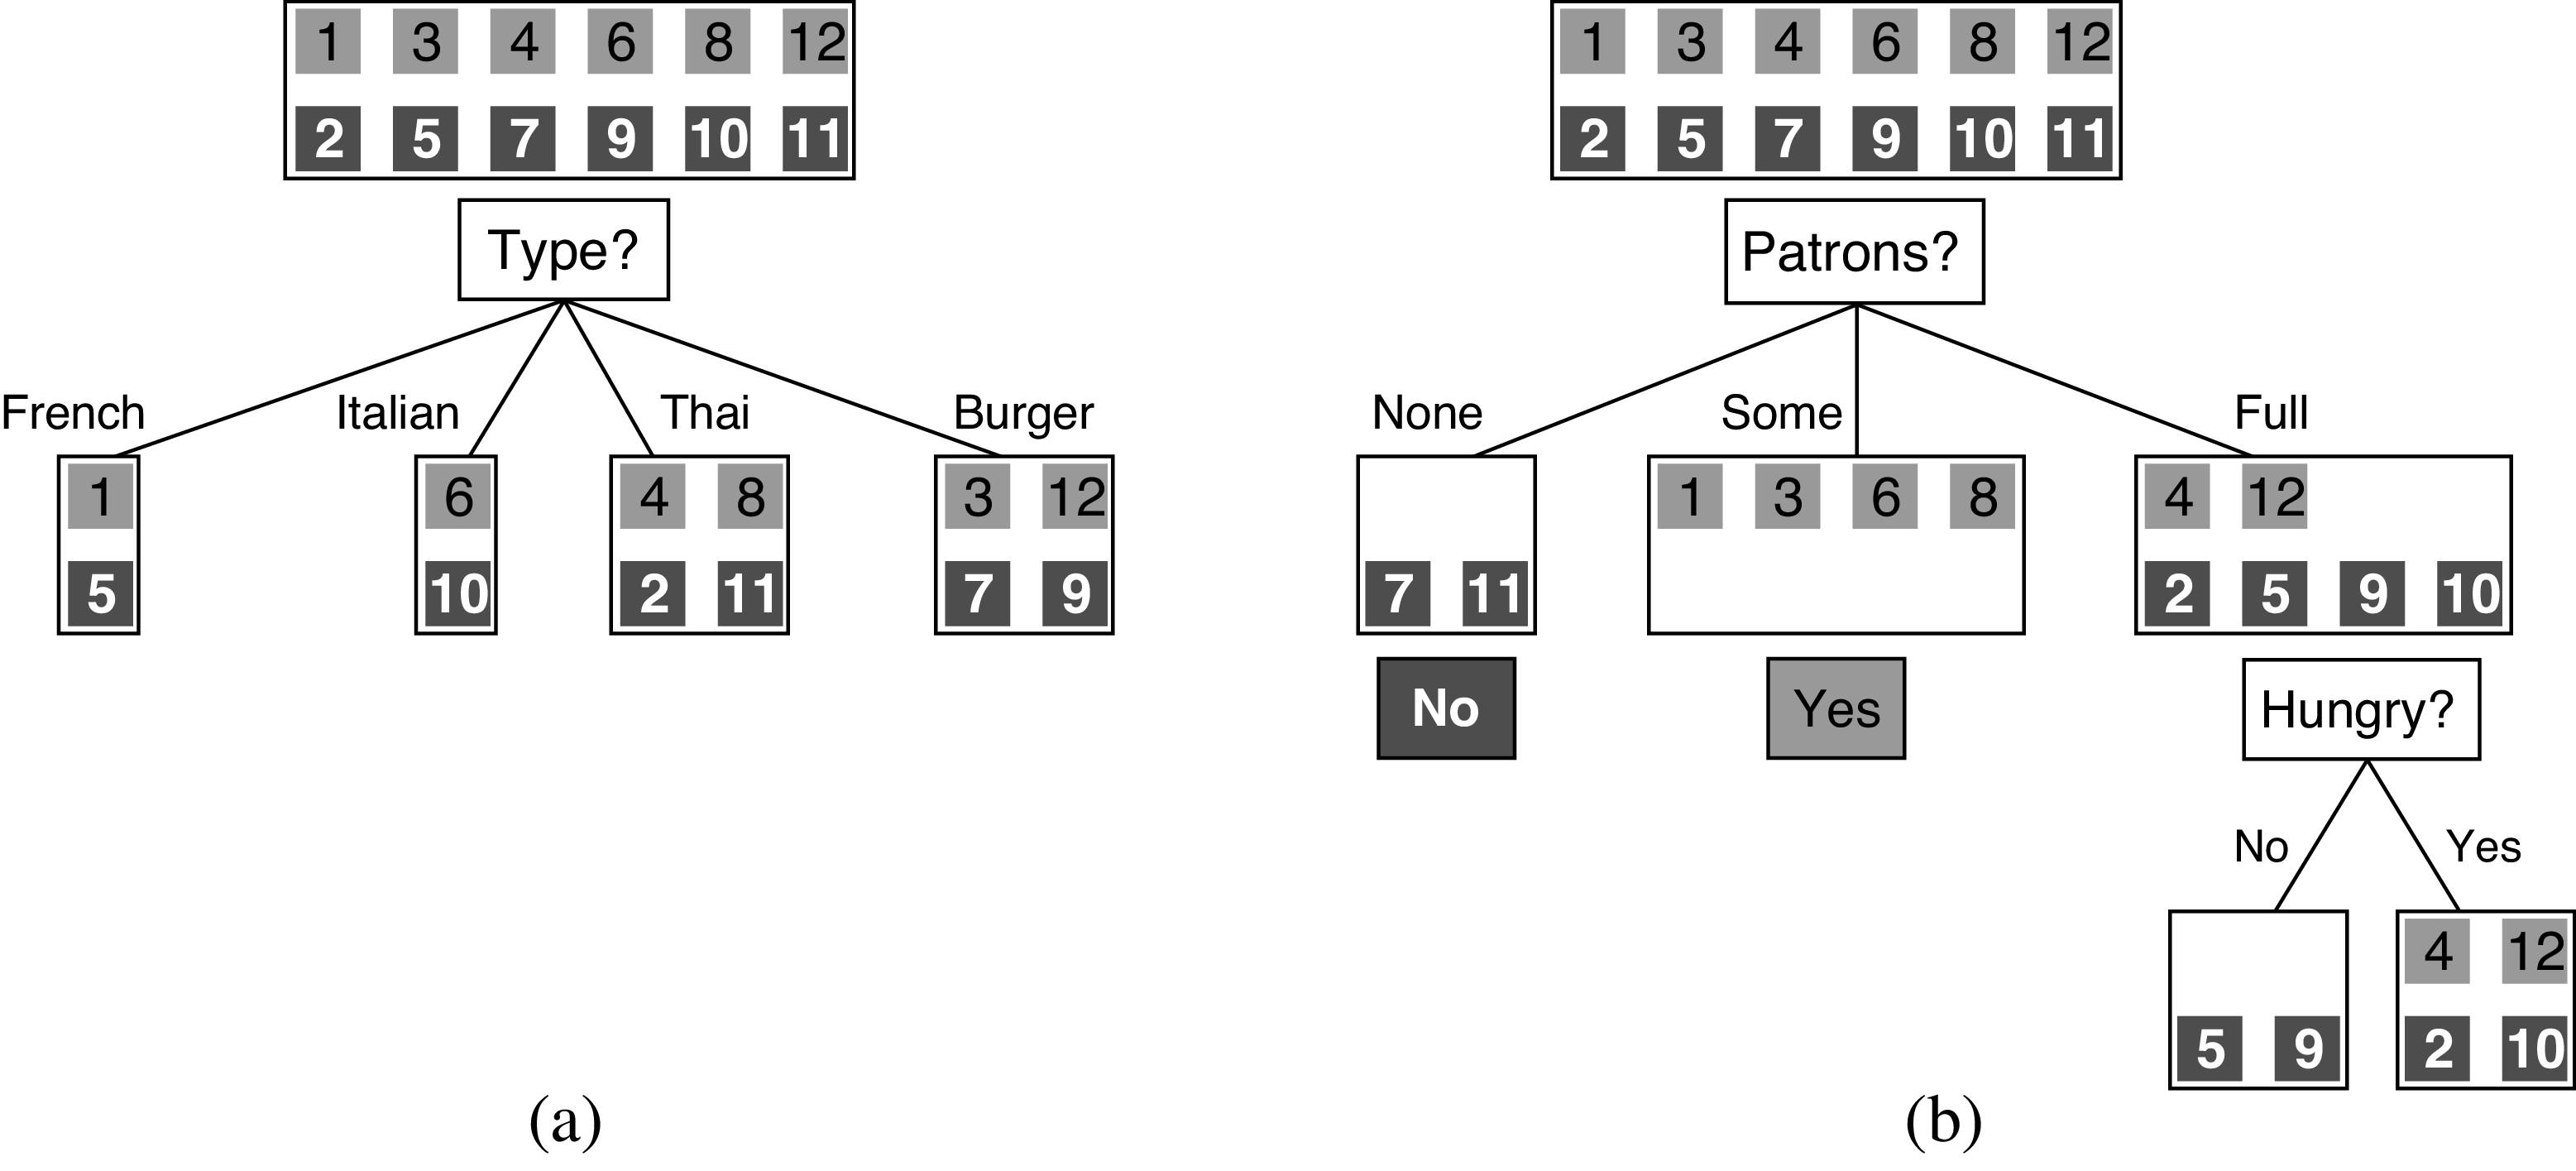 1 3 4 6 8 12
2 5 7 9 10 11
Type?
French Italian Thai Burger
1 6 4 8 3 12
5 10 2 11 7 9
(a)
1 3 4 6 8 12
2 5 7 9 10 11
Patrons?
None Some Full
1 3 6 8 4 12
7 11 2 5 9 10
No Yes Hungry?
No Yes
4 12
5 9 2 10
(b)